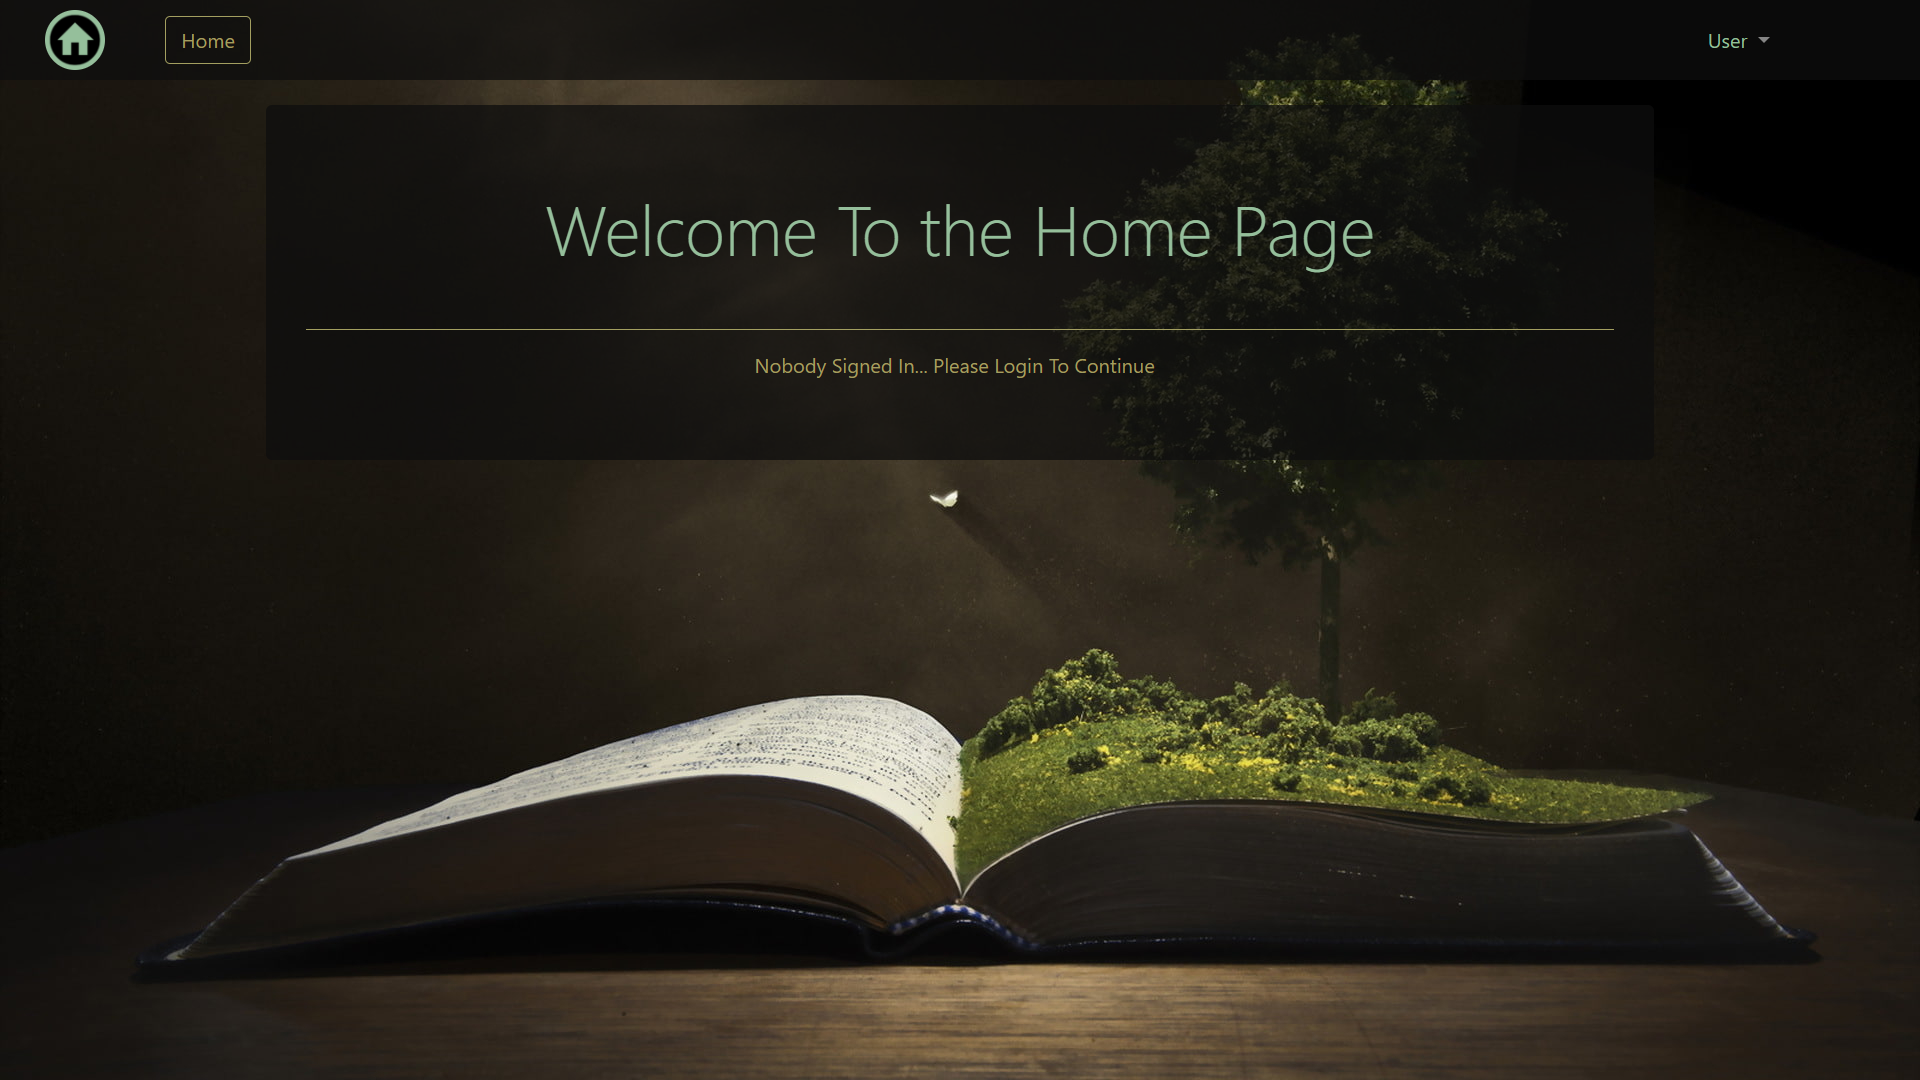 Home
User
Welcome To the Home Page
Nobody Signed In... Please Login To Continue